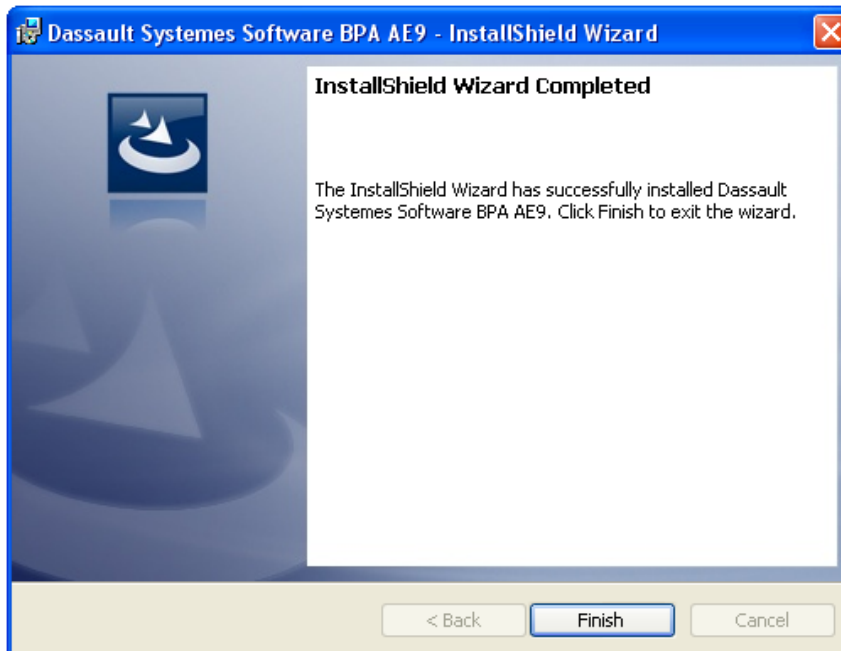 Dassault Systemes Software BPA AE9 - InstallShield Wizard
InstallShield Wizard Completed
The InstallShield Wizard has successfully installed Dassault
Systemes Software BPA AE9. Click Finish to exit the wizard.
< Back
Finish
Cancel